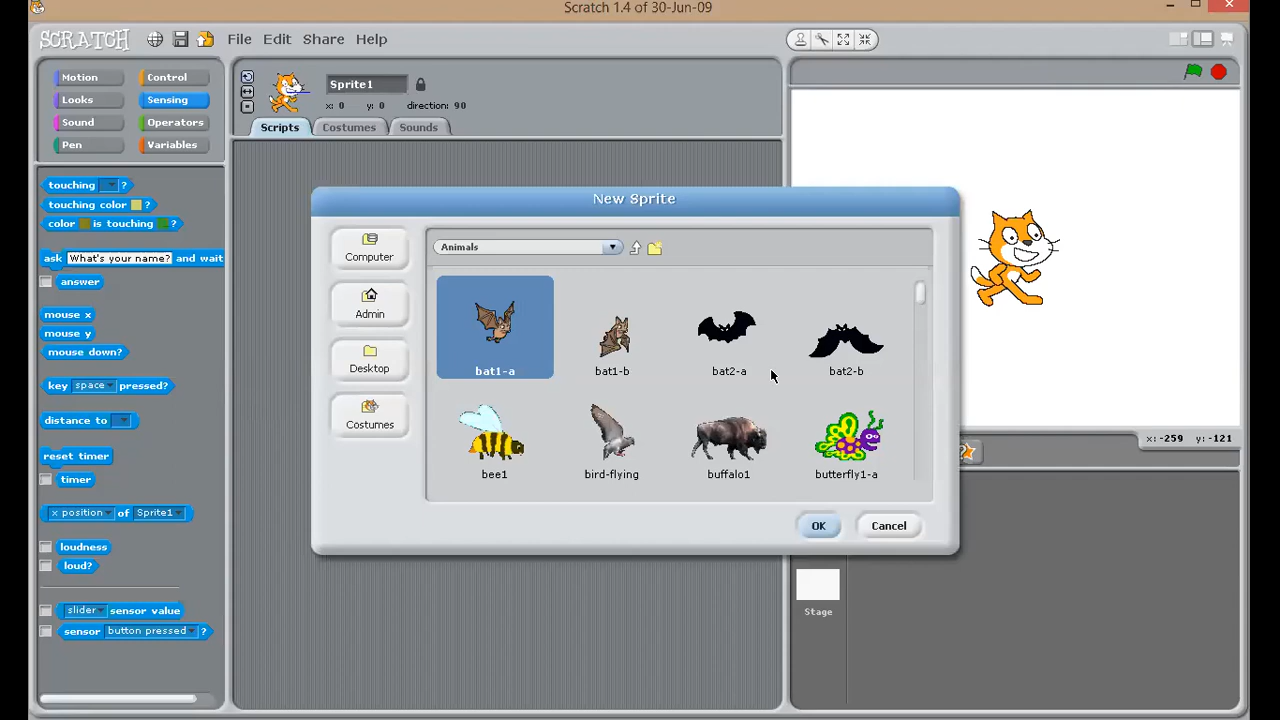 Scratch 1.4 of 30-Jun-09
SCRATCH File Edit Share Help
Motion Control
Looks Sensing
Sound Operators
Pen Variables
touching ?
touching color ?
color is touching ?
ask What's your name? and wait
answer
mouse x
mouse y
mouse down?
key space pressed?
distance to
reset timer
timer
x position of Sprite1
loudness
loud?
slider sensor value
sensor button pressed ?
Sprite1
x: 0 y: 0 direction: 90
Scripts Costumes Sounds
New Sprite
Computer
Admin
Desktop
Costumes
Animals
bat1-a bat1-b bat2-a bat2-b
bee1 bird-flying buffalo1 butterfly1-a
OK Cancel
x: -259 y: -121
Stage